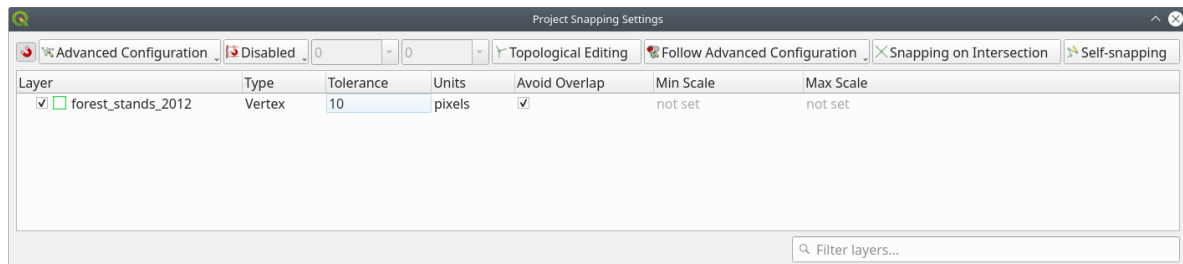 Project Snapping Settings
Advanced Configuration Disabled 0 0 Topological Editing Follow Advanced Configuration Snapping on Intersection Self-snapping
Layer Type Tolerance Units Avoid Overlap Min Scale Max Scale
forest_stands_2012 Vertex 10 pixels not set not set
Filter layers...